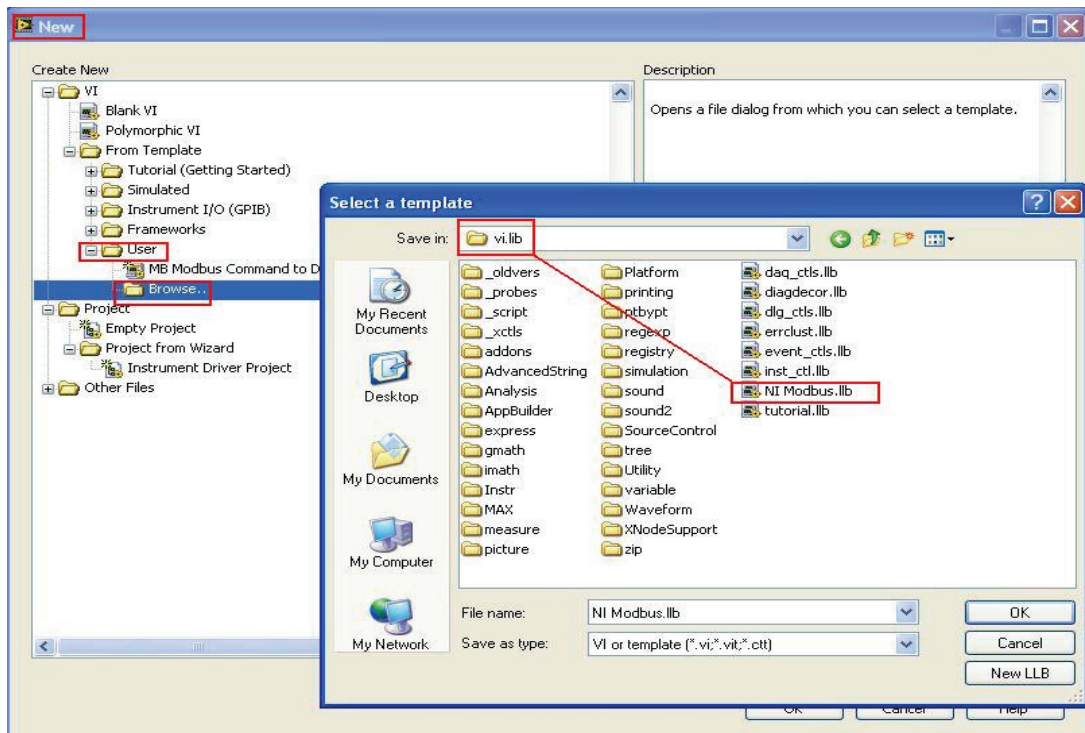 New
Create New
VI
Blank VI
Polymorphic VI
From Template
Tutorial (Getting Started)
Simulated
Instrument I/O (GPIB)
Frameworks
User
MB Modbus Command to D
Browse..
Project
Empty Project
Project from Wizard
Instrument Driver Project
Other Files
Description
Opens a file dialog from which you can select a template.
Select a template
Save in:
vi.lib
My Recent
Documents
Desktop
My Documents
My Computer
My Network
_oldvers
_probes
_script
_xctls
addons
AdvancedString
Analysis
AppBuilder
express
gmath
imath
Instr
MAX
measure
picture
Platform
printing
ptbypt
regexp
registry
simulation
sound
sound2
SourceControl
tree
Utility
variable
Waveform
XNodeSupport
zip
daq_ctls.llb
diagdecor.llb
dlg_ctls.llb
errclust.llb
event_ctls.llb
inst_ctl.llb
NI Modbus.llb
tutorial.llb
File name:
NI Modbus.llb
Save as type:
VI or template (*.vi;*.vit;*.ctt)
OK
Cancel
New LLB
OK
Cancel
Help